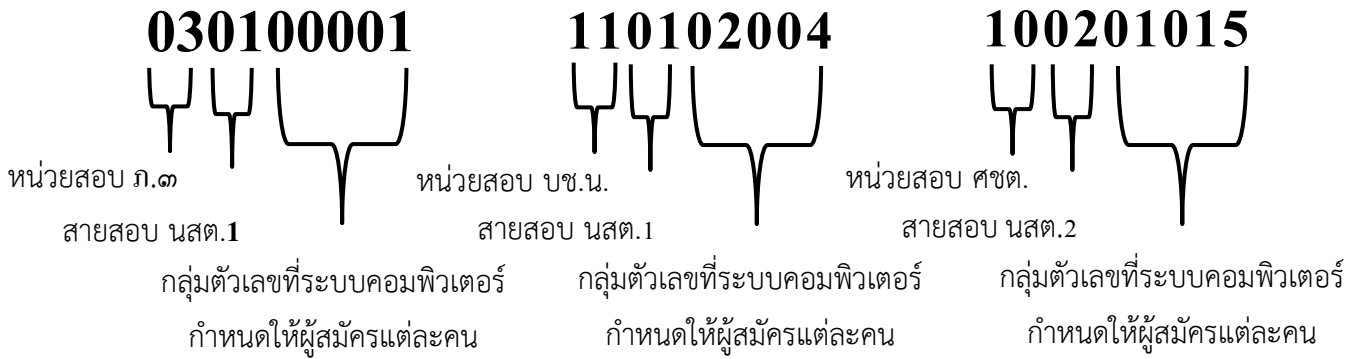 030100001 110102004 100201015
หน่วยสอบ ภ.๓ หน่วยสอบ บช.น. หน่วยสอบ ศชต.
สายสอบ นสต.1 สายสอบ นสต.1 สายสอบ นสต.2
กลุ่มตัวเลขที่ระบบคอมพิวเตอร์ กลุ่มตัวเลขที่ระบบคอมพิวเตอร์ กลุ่มตัวเลขที่ระบบคอมพิวเตอร์
กำหนดให้ผู้สมัครแต่ละคน กำหนดให้ผู้สมัครแต่ละคน กำหนดให้ผู้สมัครแต่ละคน